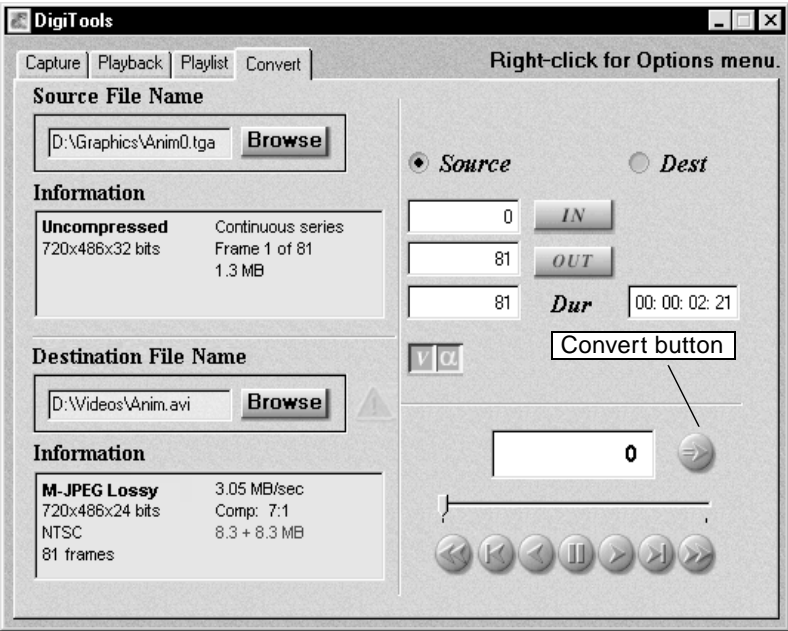 DigiTools
Capture Playback Playlist Convert
Right-click for Options menu.
Source File Name
D:\Graphics\Anim0.tga Browse
Information
Uncompressed Continuous series
720x486x32 bits Frame 1 of 81
1.3 MB
Destination File Name
D:\Videos\Anim.avi Browse
Information
M-JPEG Lossy 3.05 MB/sec
720x486x24 bits Comp: 7:1
NTSC 8.3 + 8.3 MB
81 frames
Source Dest
0 IN
81 OUT
81 Dur 00: 00: 02: 21
V α
Convert button
0